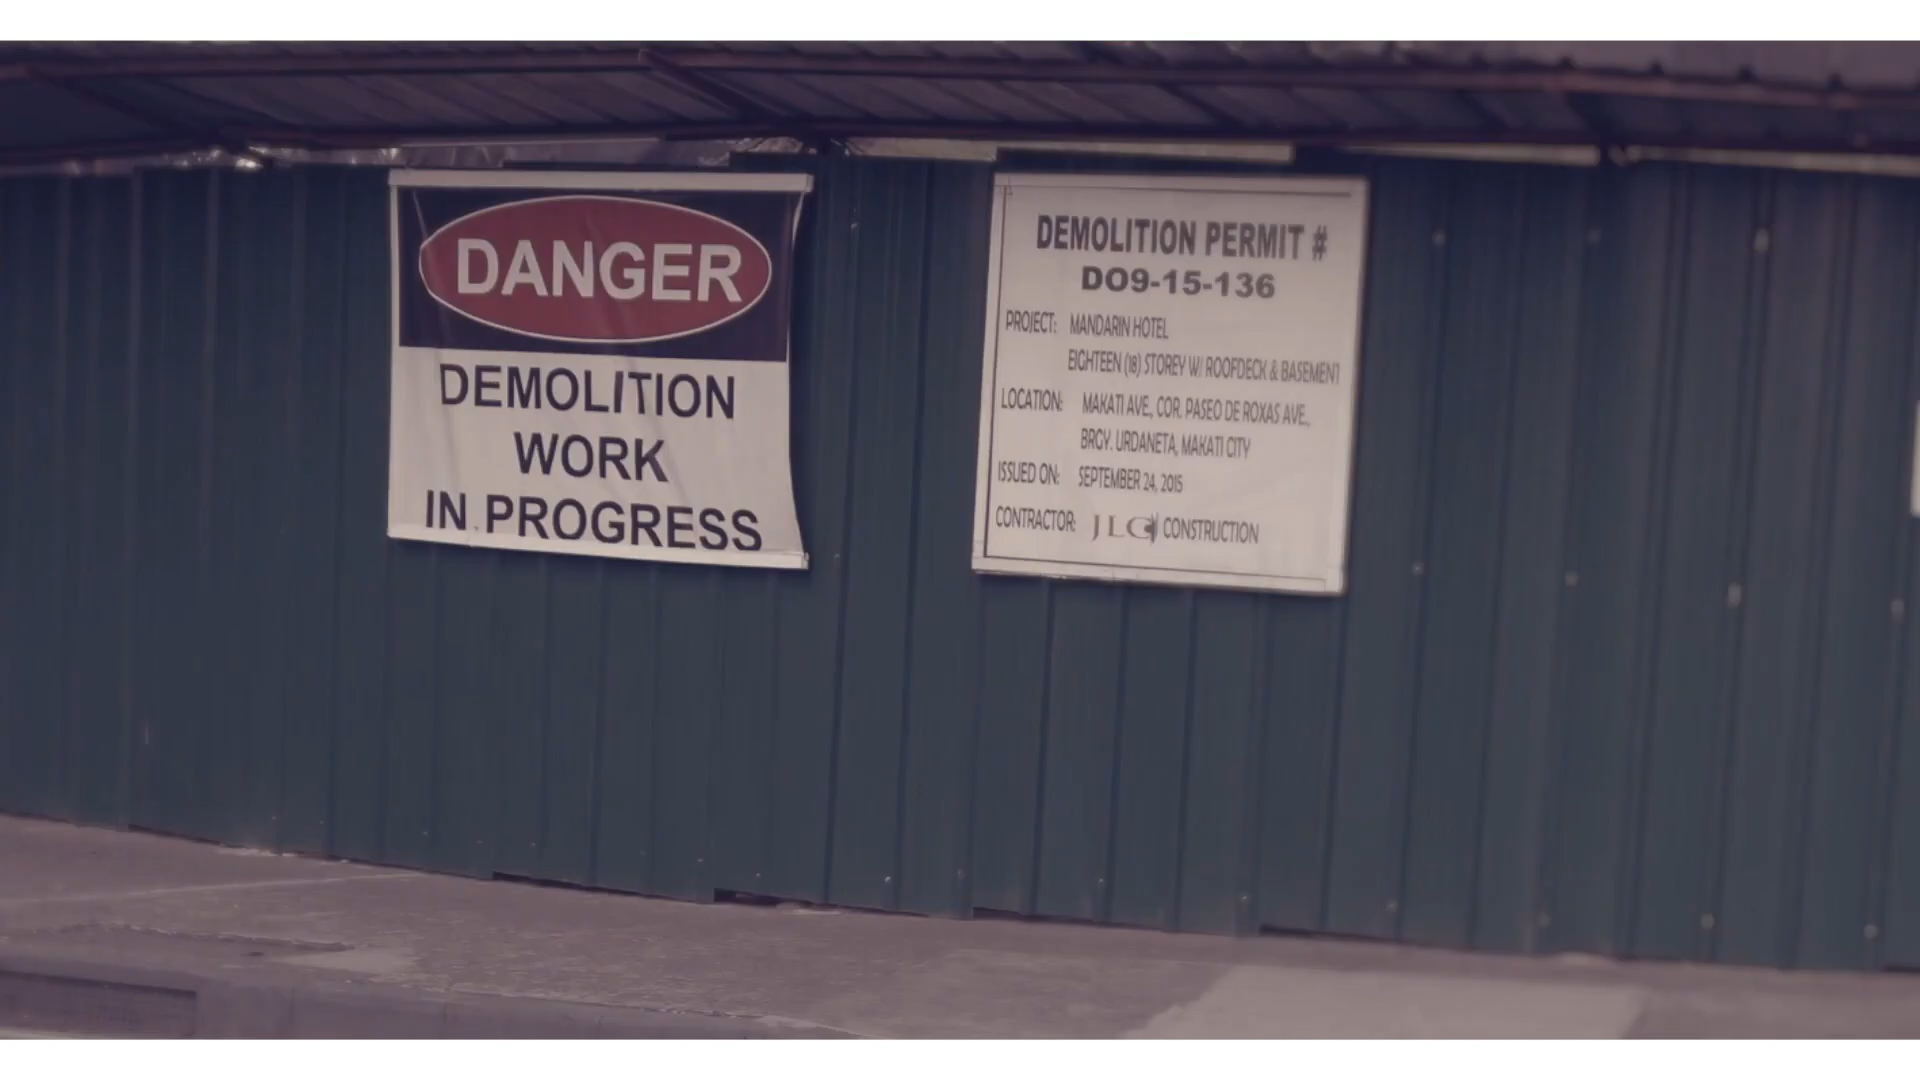 DANGER
DEMOLITION
WORK
IN PROGRESS
DEMOLITION PERMIT #
DO9-15-136
PROJECT: MANDARIN HOTEL
EIGHTEEN (18) STOREY W/ ROOFDECK & BASEMENT
LOCATION: MAKATI AVE., COR. PASEO DE ROXAS AVE.,
BRGY. URDANETA, MAKATI CITY
ISSUED ON: SEPTEMBER 24, 2015
CONTRACTOR: JLC CONSTRUCTION